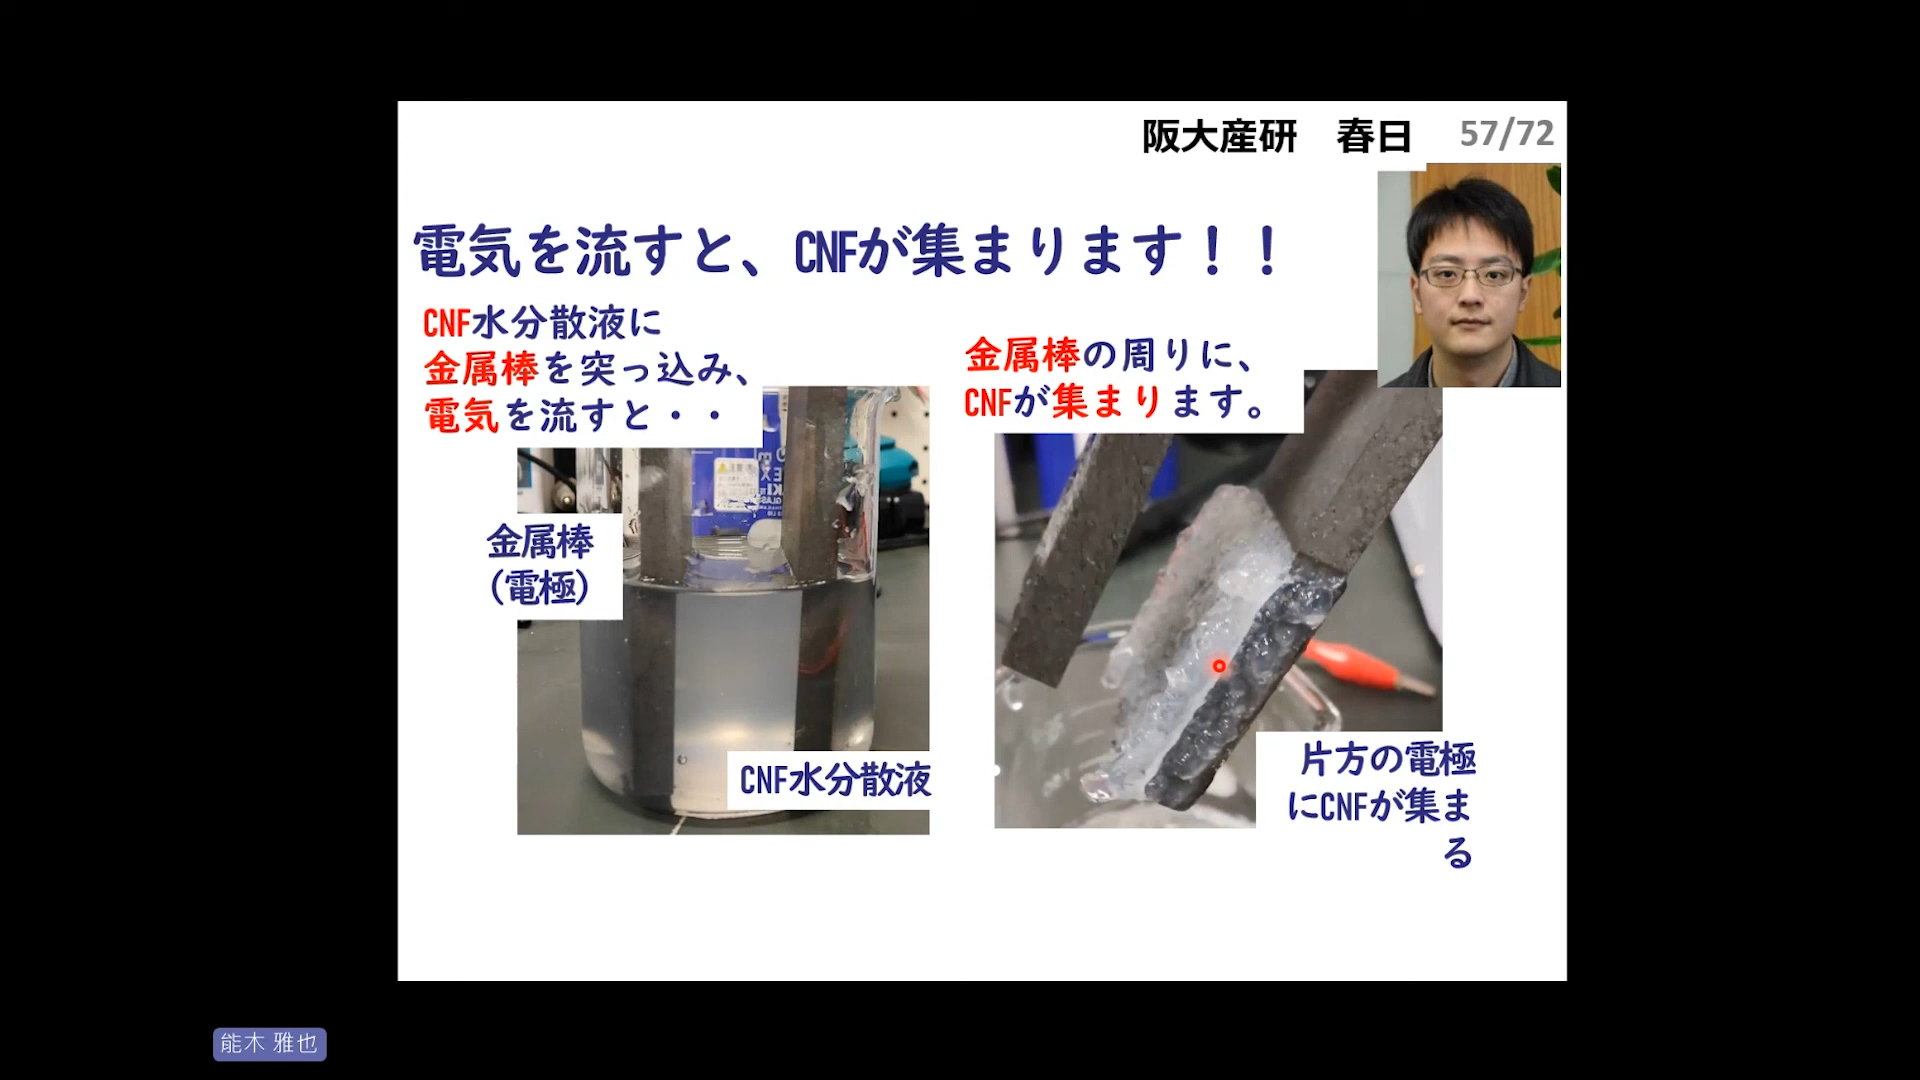 阪大産研　春日
57/72
電気を流すと、CNFが集まります！！
CNF水分散液に
金属棒を突っ込み、
電気を流すと・・
金属棒の周りに、
CNFが集まります。
金属棒
（電極）
CNF水分散液
片方の電極
にCNFが集ま
る
能木 雅也